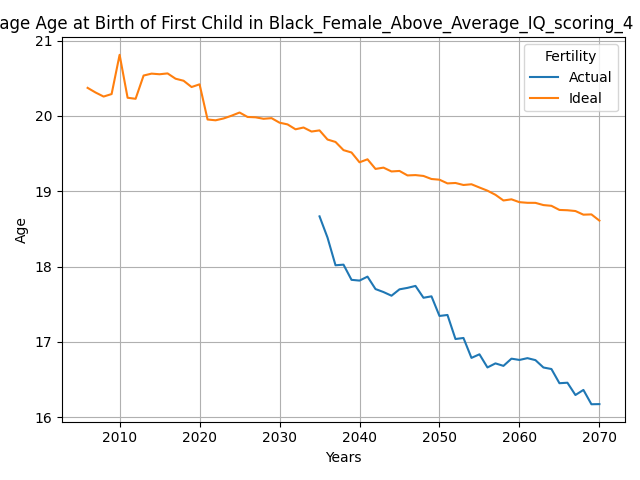 age Age at Birth of First Child in Black_Female_Above_Average_IQ_scoring_4
21
20
19
18
17
16
Age
Fertility
Actual
Ideal
2010 2020 2030 2040 2050 2060 2070
Years